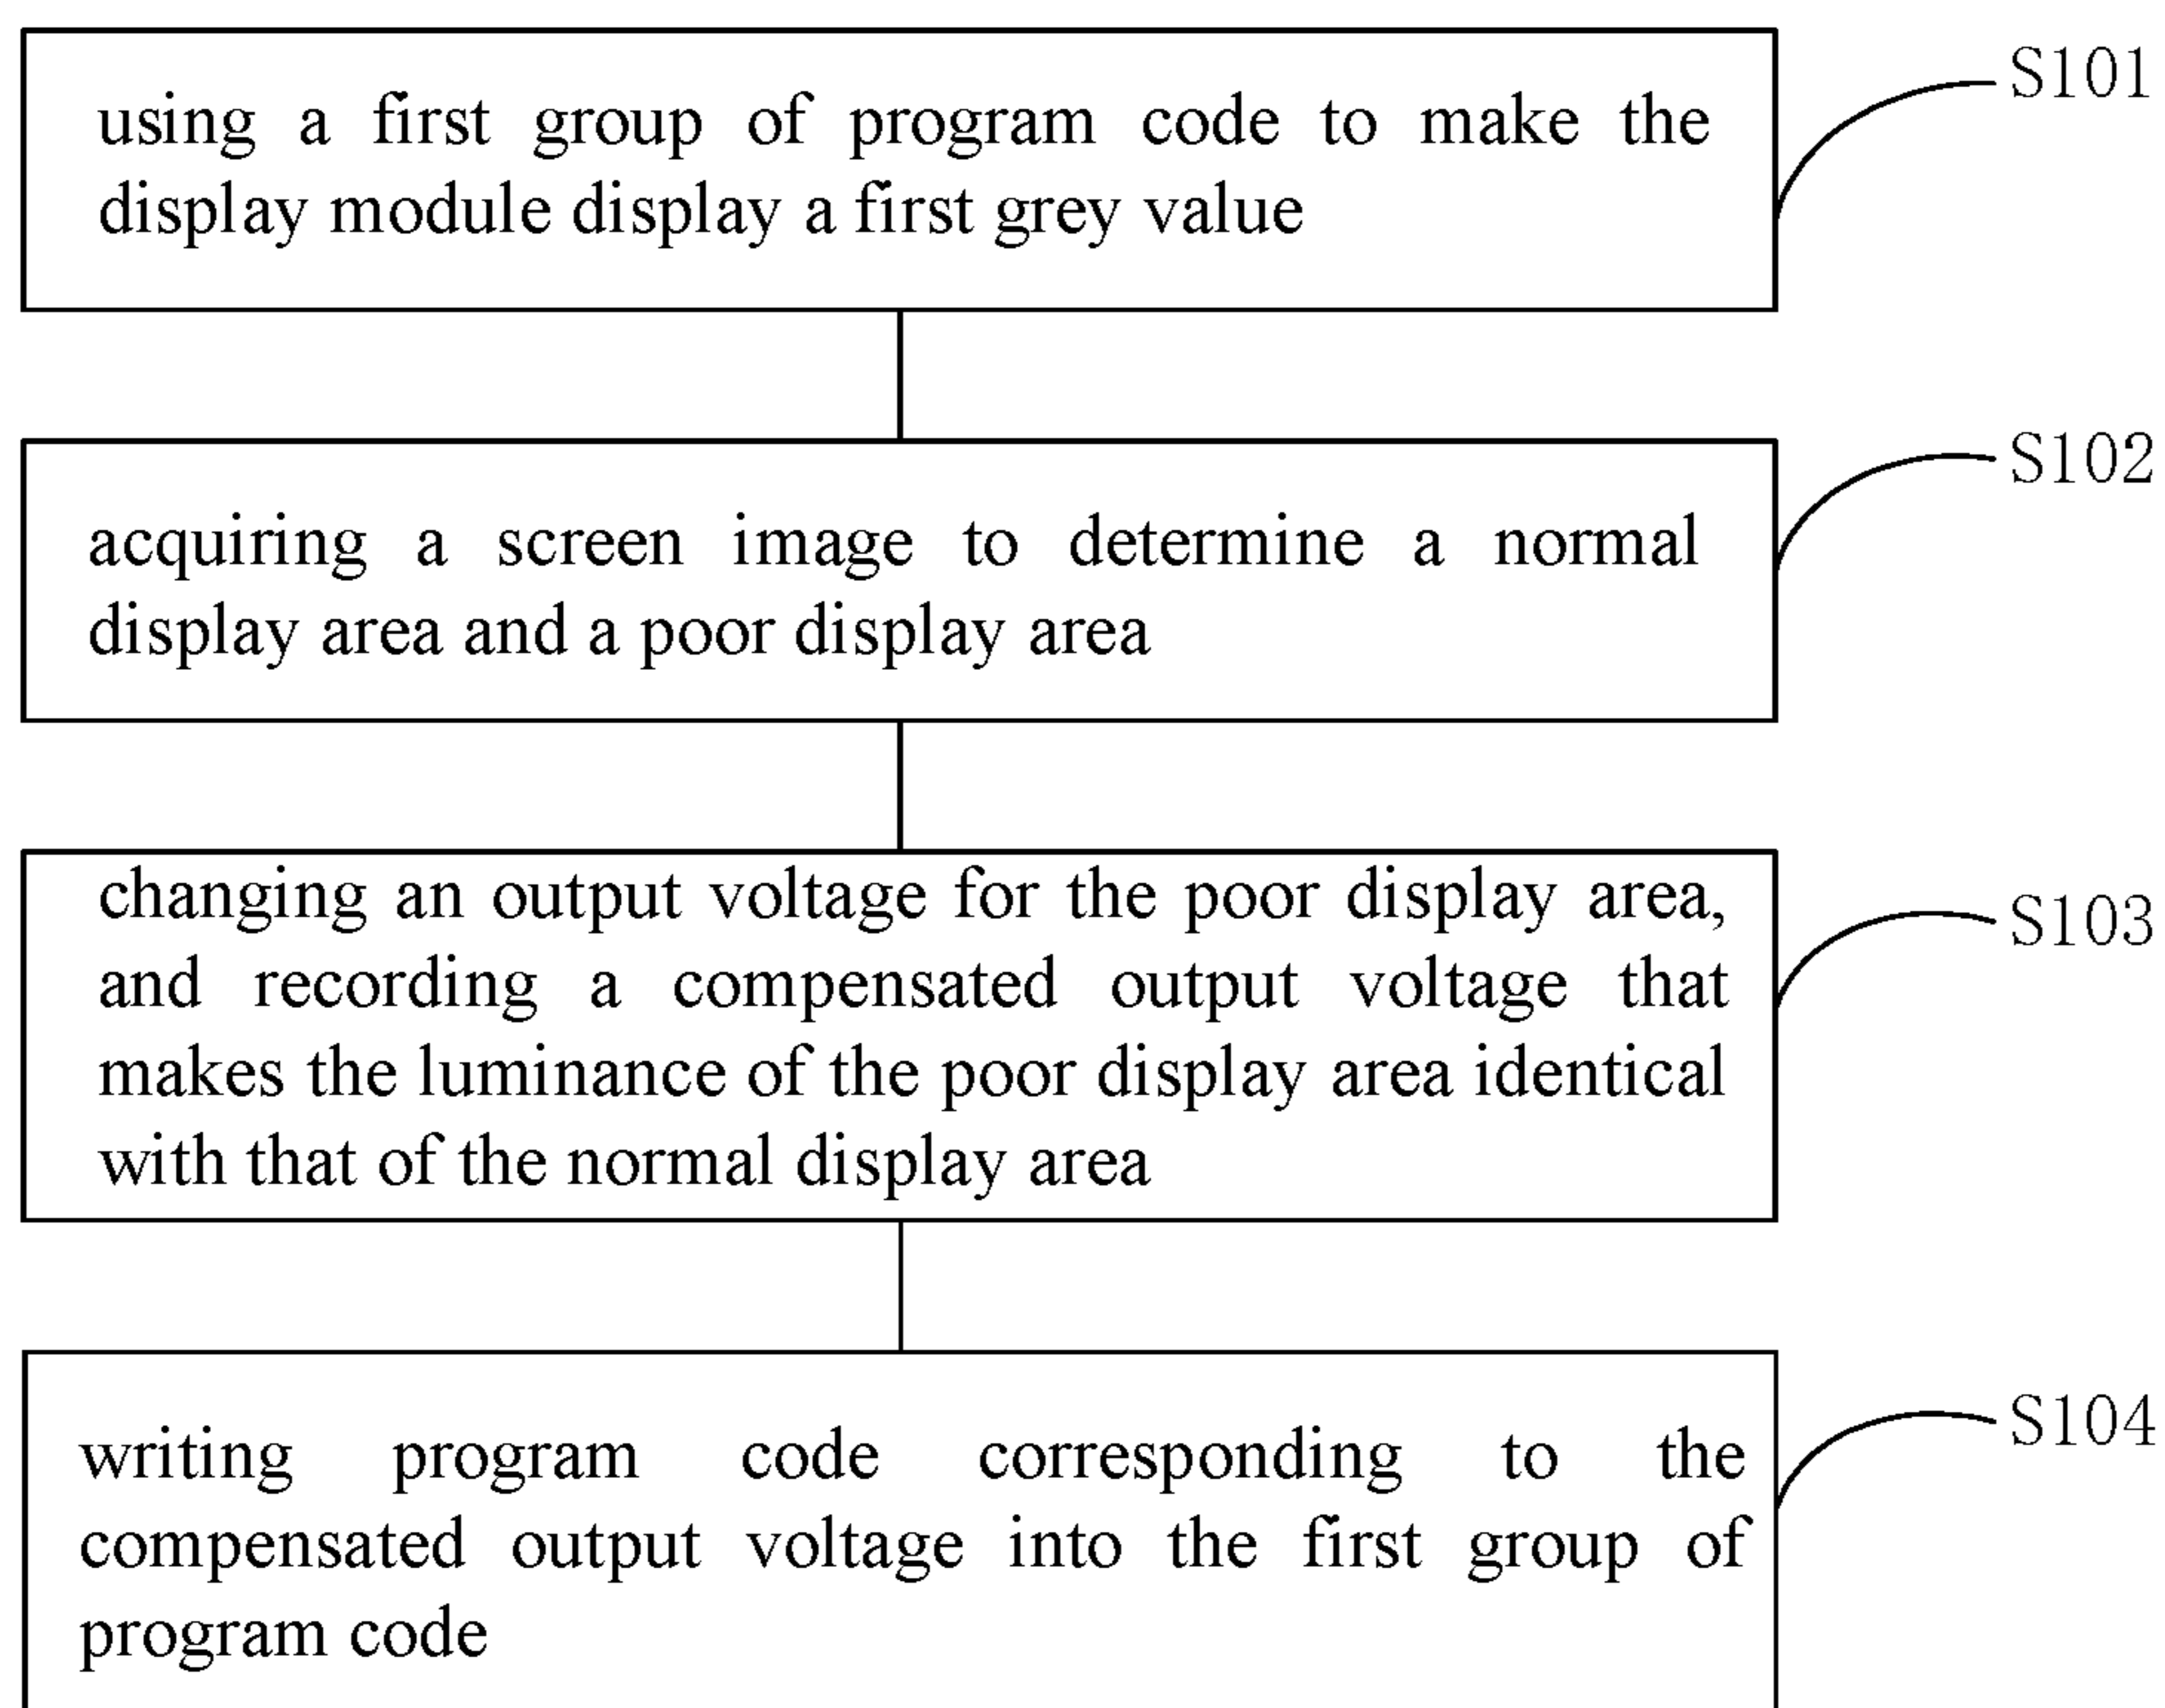 using a first group of program code to make the
display module display a first grey value
S101
acquiring a screen image to determine a normal
display area and a poor display area
S102
changing an output voltage for the poor display area,
and recording a compensated output voltage that
makes the luminance of the poor display area identical
with that of the normal display area
S103
writing program code corresponding to the
compensated output voltage into the first group of
program code
S104